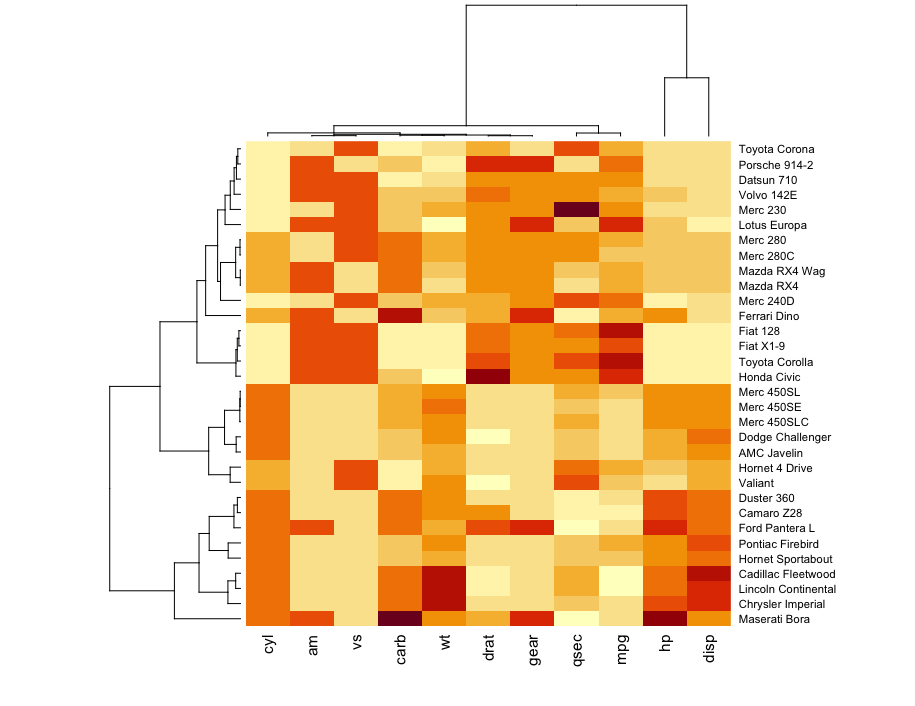 Toyota Corona
Porsche 914-2
Datsun 710
Volvo 142E
Merc 230
Lotus Europa
Merc 280
Merc 280C
Mazda RX4 Wag
Mazda RX4
Merc 240D
Ferrari Dino
Fiat 128
Fiat X1-9
Toyota Corolla
Honda Civic
Merc 450SL
Merc 450SE
Merc 450SLC
Dodge Challenger
AMC Javelin
Hornet 4 Drive
Valiant
Duster 360
Camaro Z28
Ford Pantera L
Pontiac Firebird
Hornet Sportabout
Cadillac Fleetwood
Lincoln Continental
Chrysler Imperial
Maserati Bora
cyl
am
vs
carb
wt
drat
gear
qsec
mpg
hp
disp